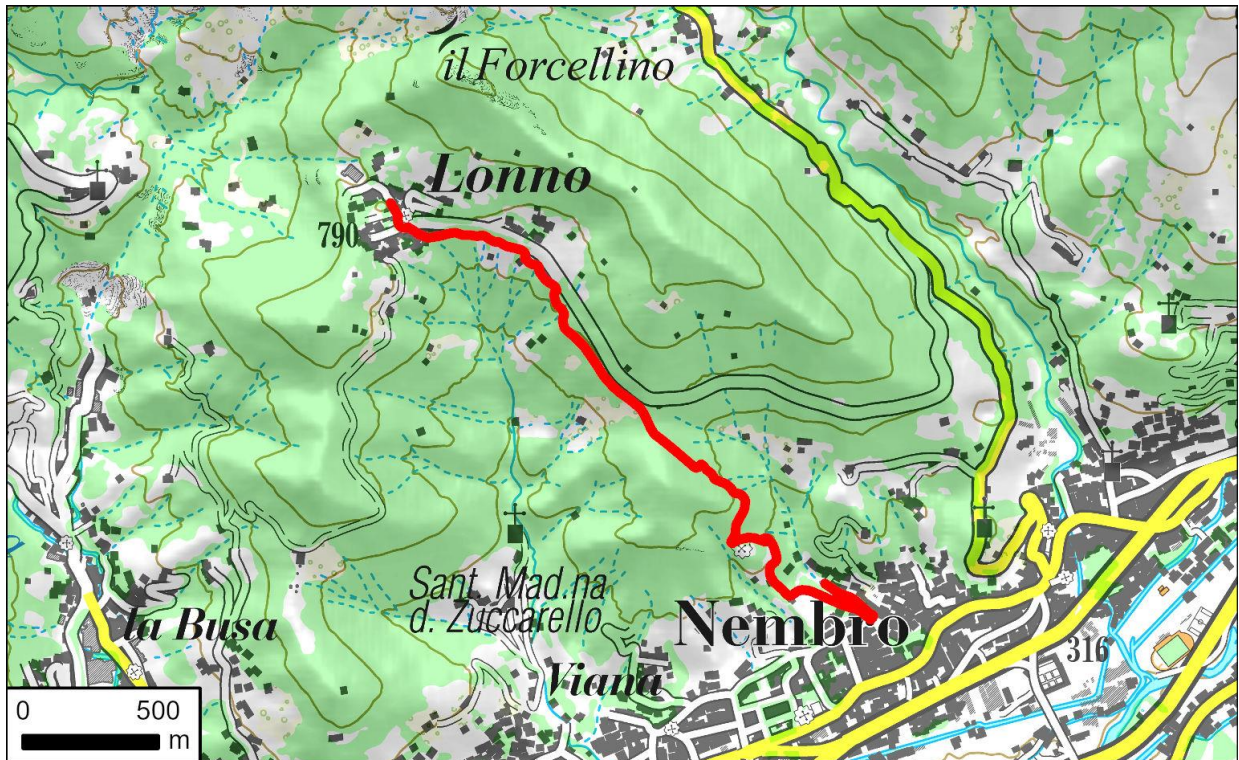 il Forcellino
Lonno
790
Sant. Mad.na
d. Zuccarello
la Busa
Nembro
316
Viana
0 500
m